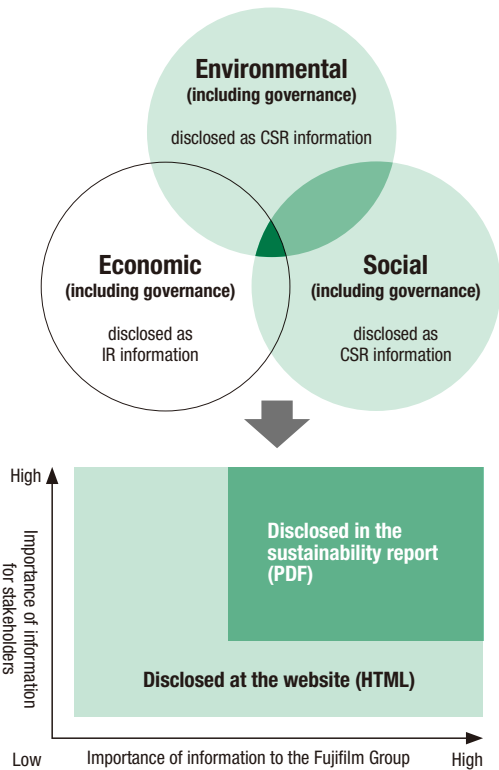 Environmental
(including governance)
disclosed as CSR information
Economic
(including governance)
disclosed as
IR information
Social
(including governance)
disclosed as
CSR information
High
Importance of information
for stakeholders
Disclosed in the
sustainability report
(PDF)
Disclosed at the website (HTML)
Low
Importance of information to the Fujifilm Group
High